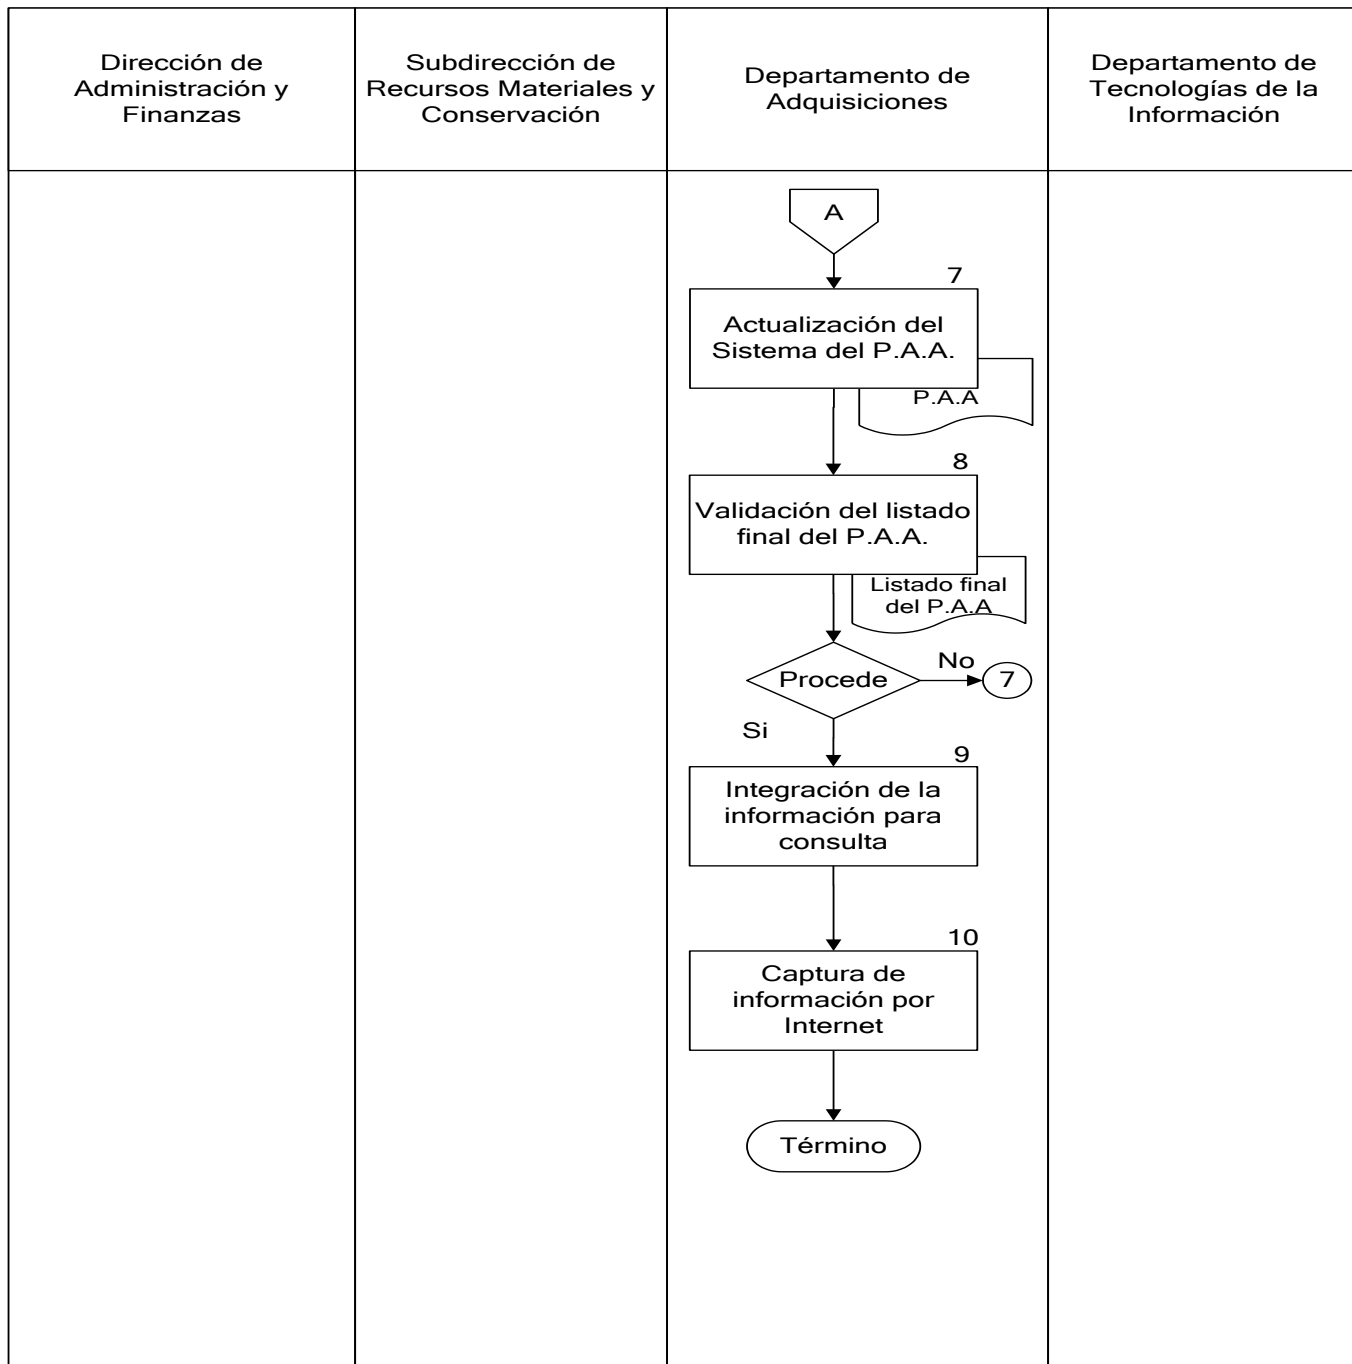 Dirección de
Administración y
Finanzas
Subdirección de
Recursos Materiales y
Conservación
Departamento de
Adquisiciones
Departamento de
Tecnologías de la
Información
A
7
Actualización del
Sistema del P.A.A.
P.A.A
8
Validación del listado
final del P.A.A.
Listado final
del P.A.A
Procede
No
7
Si
9
Integración de la
información para
consulta
10
Captura de
información por
Internet
Término